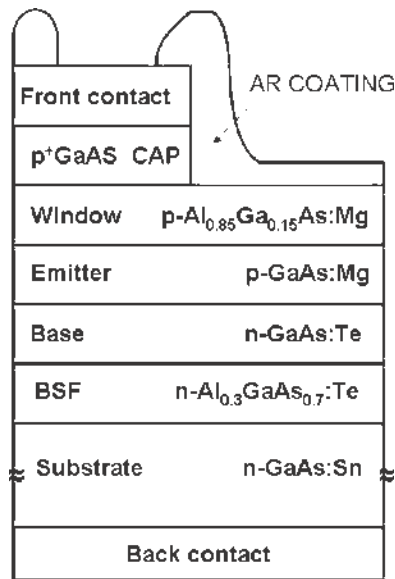 Front contact
AR COATING
p⁺GaAS CAP
WIndow p-Al₀.₈₅Ga₀.₁₅As:Mg
Emitter p-GaAs:Mg
Base n-GaAs:Te
BSF n-Al₀.₃GaAs₀.₇:Te
Substrate n-GaAs:Sn
Back contact